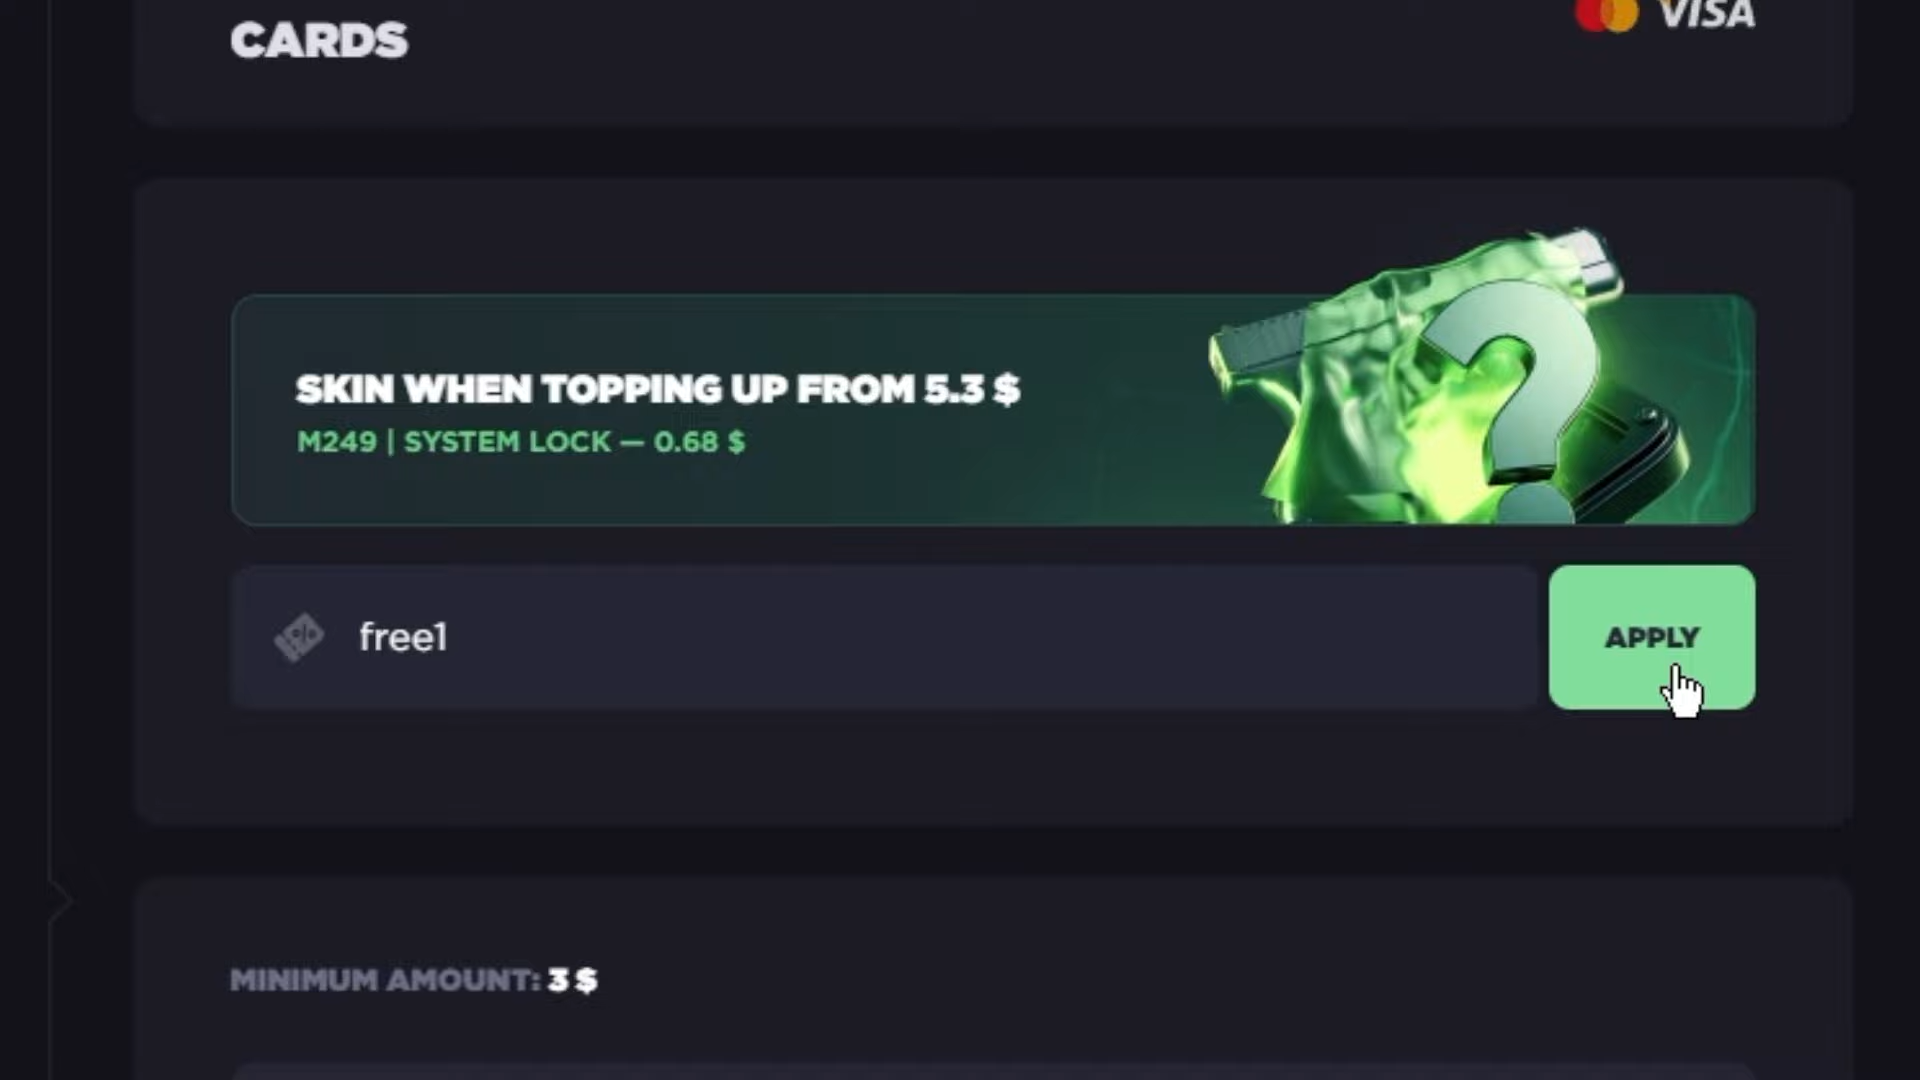 CARDS
VISA
SKIN WHEN TOPPING UP FROM 5.3 $
M249 | SYSTEM LOCK — 0.68 $
free1
APPLY
MINIMUM AMOUNT: 3 $